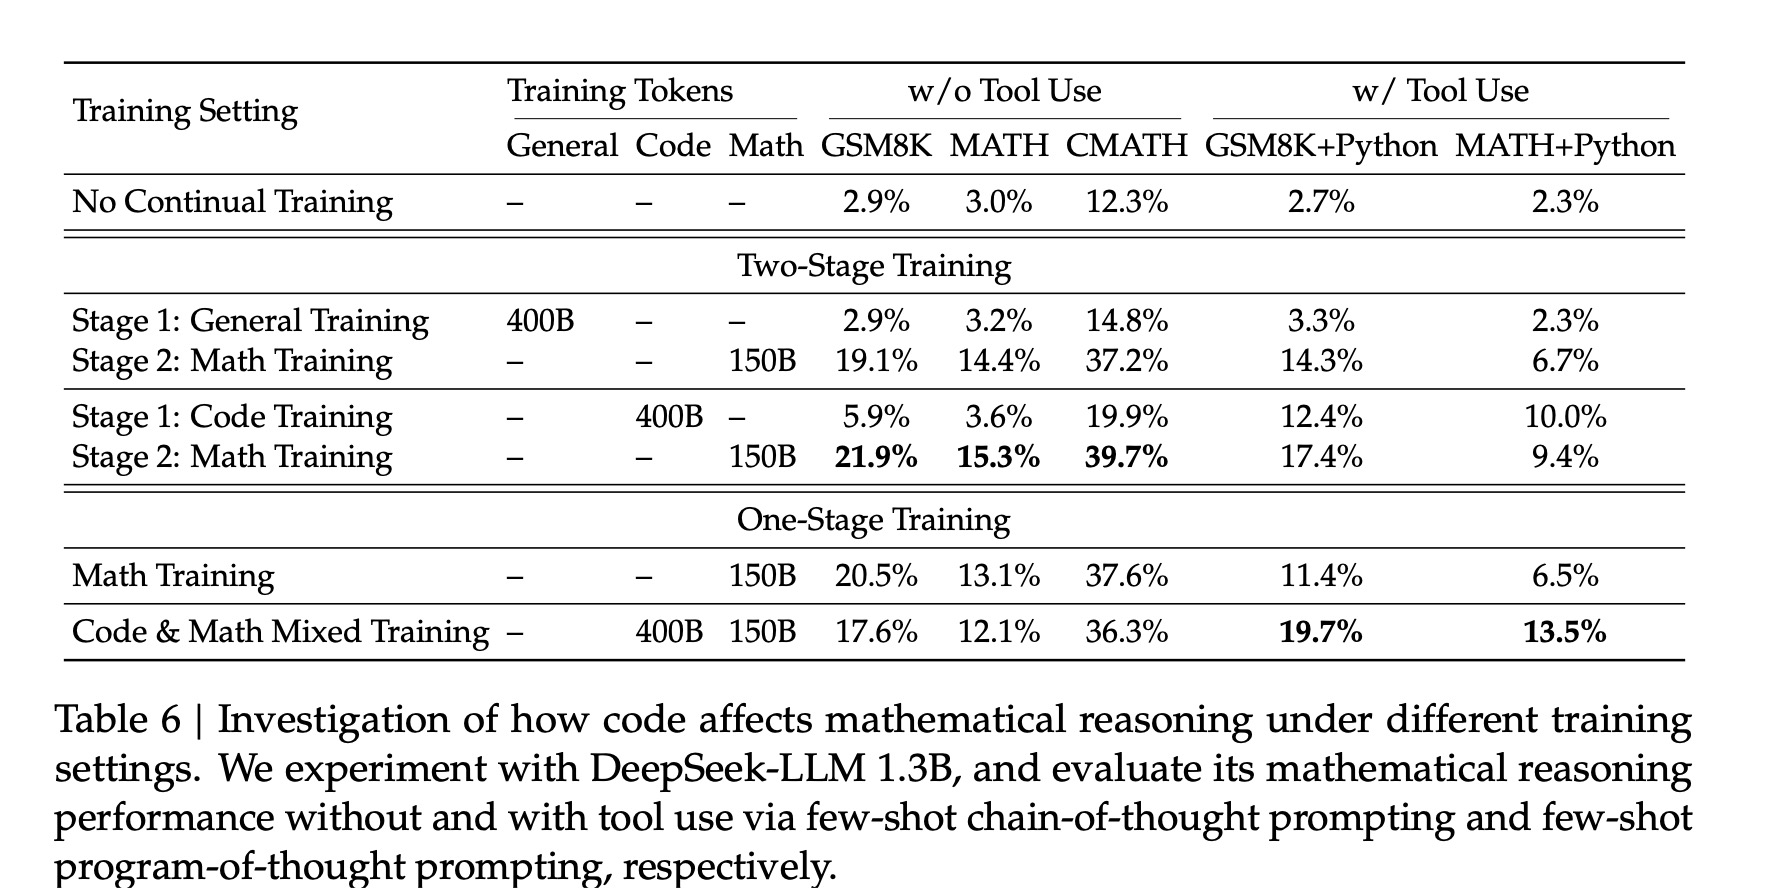 Training Setting Training Tokens w/o Tool Use w/ Tool Use
General Code Math GSM8K MATH CMATH GSM8K+Python MATH+Python
No Continual Training – – – 2.9% 3.0% 12.3% 2.7% 2.3%
Two-Stage Training
Stage 1: General Training 400B – – 2.9% 3.2% 14.8% 3.3% 2.3%
Stage 2: Math Training – – 150B 19.1% 14.4% 37.2% 14.3% 6.7%
Stage 1: Code Training – 400B – 5.9% 3.6% 19.9% 12.4% 10.0%
Stage 2: Math Training – – 150B 21.9% 15.3% 39.7% 17.4% 9.4%
One-Stage Training
Math Training – – 150B 20.5% 13.1% 37.6% 11.4% 6.5%
Code & Math Mixed Training – 400B 150B 17.6% 12.1% 36.3% 19.7% 13.5%
Table 6 | Investigation of how code affects mathematical reasoning under different training
settings. We experiment with DeepSeek-LLM 1.3B, and evaluate its mathematical reasoning
performance without and with tool use via few-shot chain-of-thought prompting and few-shot
program-of-thought prompting, respectively.